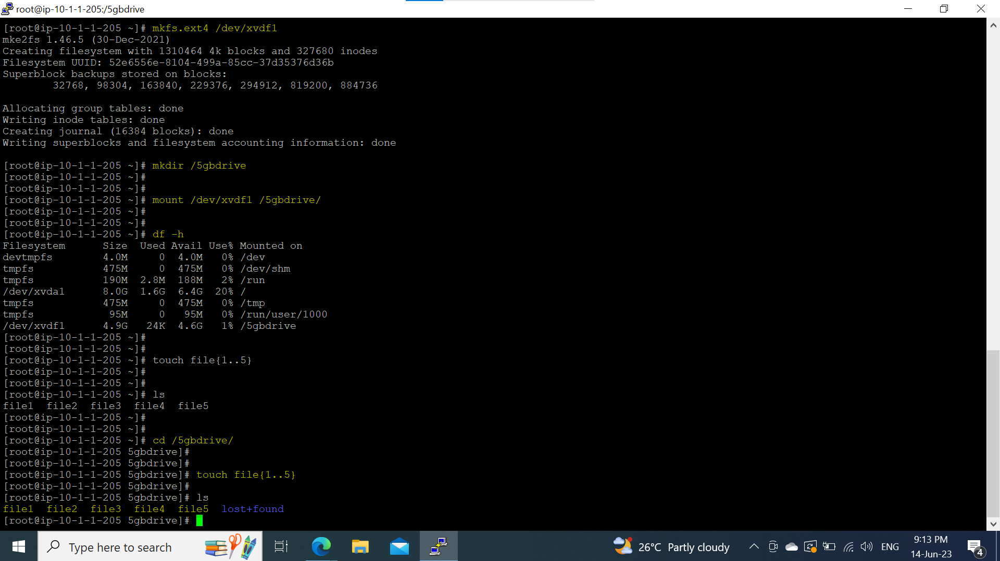 root@ip-10-1-1-205:/5gbdrive
[root@ip-10-1-1-205 ~]# mkfs.ext4 /dev/xvdf1
mke2fs 1.46.5 (30-Dec-2021)
Creating filesystem with 1310464 4k blocks and 327680 inodes
Filesystem UUID: 52e6556e-8104-499a-85cc-37d35376d36b
Superblock backups stored on blocks:
        32768, 98304, 163840, 229376, 294912, 819200, 884736

Allocating group tables: done
Writing inode tables: done
Creating journal (16384 blocks): done
Writing superblocks and filesystem accounting information: done

[root@ip-10-1-1-205 ~]# mkdir /5gbdrive
[root@ip-10-1-1-205 ~]#
[root@ip-10-1-1-205 ~]#
[root@ip-10-1-1-205 ~]# mount /dev/xvdf1 /5gbdrive/
[root@ip-10-1-1-205 ~]#
[root@ip-10-1-1-205 ~]#
[root@ip-10-1-1-205 ~]# df -h
Filesystem      Size  Used Avail Use% Mounted on
devtmpfs        4.0M     0  4.0M   0% /dev
tmpfs           475M     0  475M   0% /dev/shm
tmpfs           190M  2.8M  188M   2% /run
/dev/xvda1      8.0G  1.6G  6.4G  20% /
tmpfs           475M     0  475M   0% /tmp
tmpfs            95M     0   95M   0% /run/user/1000
/dev/xvdf1      4.9G   24K  4.6G   1% /5gbdrive
[root@ip-10-1-1-205 ~]#
[root@ip-10-1-1-205 ~]#
[root@ip-10-1-1-205 ~]# touch file{1..5}
[root@ip-10-1-1-205 ~]#
[root@ip-10-1-1-205 ~]#
[root@ip-10-1-1-205 ~]# ls
file1  file2  file3  file4  file5
[root@ip-10-1-1-205 ~]#
[root@ip-10-1-1-205 ~]#
[root@ip-10-1-1-205 ~]# cd /5gbdrive/
[root@ip-10-1-1-205 5gbdrive]#
[root@ip-10-1-1-205 5gbdrive]#
[root@ip-10-1-1-205 5gbdrive]# touch file{1..5}
[root@ip-10-1-1-205 5gbdrive]#
[root@ip-10-1-1-205 5gbdrive]# ls
file1  file2  file3  file4  file5  lost+found
[root@ip-10-1-1-205 5gbdrive]#
Type here to search
26°C Partly cloudy
ENG
9:13 PM
14-Jun-23
4